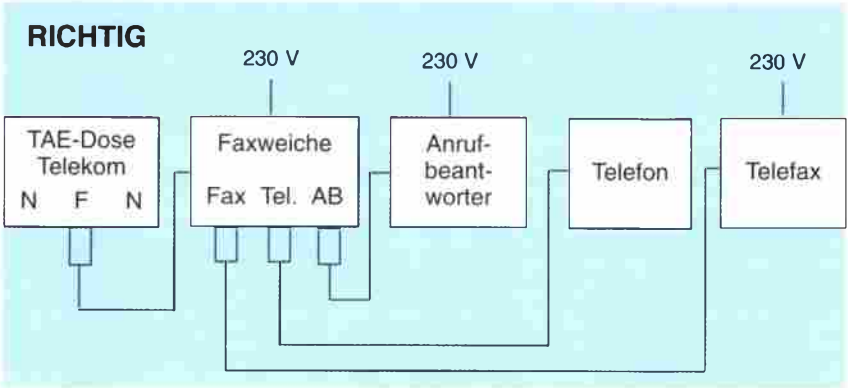 RICHTIG
230 V
230 V
230 V
TAE-Dose
Telekom
N F N
Faxweiche
Fax Tel. AB
Anruf-
beant-
worter
Telefon
Telefax